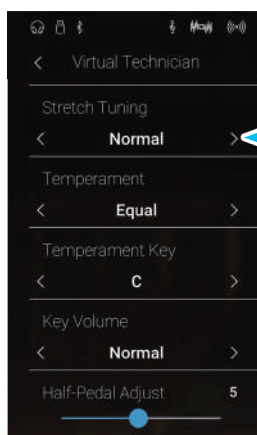 Virtual Technician
Stretch Tuning
Normal
Temperament
Equal
Temperament Key
C
Key Volume
Normal
Half-Pedal Adjust 5